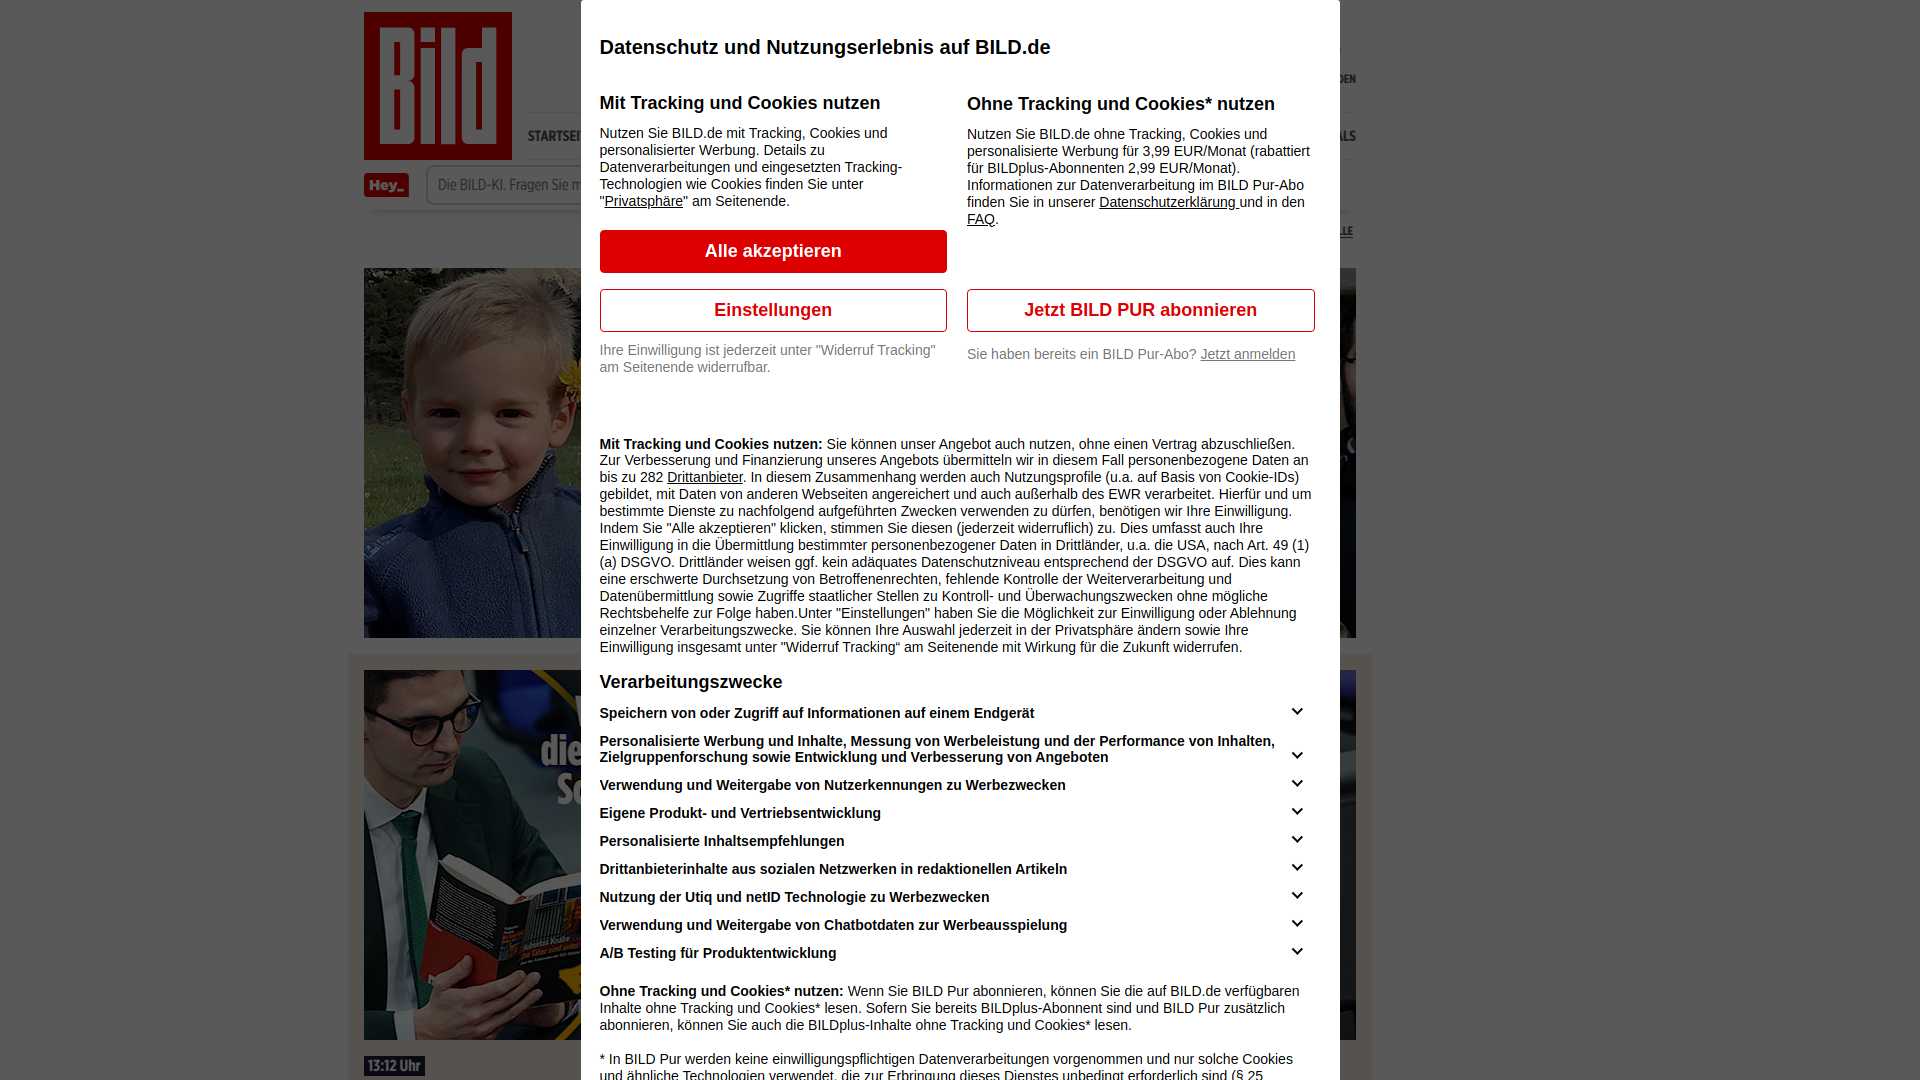 Bild
Datenschutz und Nutzungserlebnis auf BILD.de
DEN
STARTSEI
ALS
Hey_
Die BILD-KI. Fragen Sie m
LLE
Mit Tracking und Cookies nutzen
Nutzen Sie BILD.de mit Tracking, Cookies und
personalisierter Werbung. Details zu
Datenverarbeitungen und eingesetzten Tracking-
Technologien wie Cookies finden Sie unter
"Privatsphäre" am Seitenende.
Alle akzeptieren
Einstellungen
Ihre Einwilligung ist jederzeit unter "Widerruf Tracking"
am Seitenende widerrufbar.
Ohne Tracking und Cookies* nutzen
Nutzen Sie BILD.de ohne Tracking, Cookies und
personalisierte Werbung für 3,99 EUR/Monat (rabattiert
für BILDplus-Abonnenten 2,99 EUR/Monat).
Informationen zur Datenverarbeitung im BILD Pur-Abo
finden Sie in unserer Datenschutzerklärung und in den
FAQ.
Jetzt BILD PUR abonnieren
Sie haben bereits ein BILD Pur-Abo? Jetzt anmelden
Mit Tracking und Cookies nutzen: Sie können unser Angebot auch nutzen, ohne einen Vertrag abzuschließen.
Zur Verbesserung und Finanzierung unseres Angebots übermitteln wir in diesem Fall personenbezogene Daten an
bis zu 282 Drittanbieter. In diesem Zusammenhang werden auch Nutzungsprofile (u.a. auf Basis von Cookie-IDs)
gebildet, mit Daten von anderen Webseiten angereichert und auch außerhalb des EWR verarbeitet. Hierfür und um
bestimmte Dienste zu nachfolgend aufgeführten Zwecken verwenden zu dürfen, benötigen wir Ihre Einwilligung.
Indem Sie "Alle akzeptieren" klicken, stimmen Sie diesen (jederzeit widerruflich) zu. Dies umfasst auch Ihre
Einwilligung in die Übermittlung bestimmter personenbezogener Daten in Drittländer, u.a. die USA, nach Art. 49 (1)
(a) DSGVO. Drittländer weisen ggf. kein adäquates Datenschutzniveau entsprechend der DSGVO auf. Dies kann
eine erschwerte Durchsetzung von Betroffenenrechten, fehlende Kontrolle der Weiterverarbeitung und
Datenübermittlung sowie Zugriffe staatlicher Stellen zu Kontroll- und Überwachungszwecken ohne mögliche
Rechtsbehelfe zur Folge haben.Unter "Einstellungen" haben Sie die Möglichkeit zur Einwilligung oder Ablehnung
einzelner Verarbeitungszwecke. Sie können Ihre Auswahl jederzeit in der Privatsphäre ändern sowie Ihre
Einwilligung insgesamt unter "Widerruf Tracking“ am Seitenende mit Wirkung für die Zukunft widerrufen.
Verarbeitungszwecke
Speichern von oder Zugriff auf Informationen auf einem Endgerät
Personalisierte Werbung und Inhalte, Messung von Werbeleistung und der Performance von Inhalten,
Zielgruppenforschung sowie Entwicklung und Verbesserung von Angeboten
Verwendung und Weitergabe von Nutzerkennungen zu Werbezwecken
Eigene Produkt- und Vertriebsentwicklung
Personalisierte Inhaltsempfehlungen
Drittanbieterinhalte aus sozialen Netzwerken in redaktionellen Artikeln
Nutzung der Utiq und netID Technologie zu Werbezwecken
Verwendung und Weitergabe von Chatbotdaten zur Werbeausspielung
A/B Testing für Produktentwicklung
Ohne Tracking und Cookies* nutzen: Wenn Sie BILD Pur abonnieren, können Sie die auf BILD.de verfügbaren
Inhalte ohne Tracking und Cookies* lesen. Sofern Sie bereits BILDplus-Abonnent sind und BILD Pur zusätzlich
abonnieren, können Sie auch die BILDplus-Inhalte ohne Tracking und Cookies* lesen.
* In BILD Pur werden keine einwilligungspflichtigen Datenverarbeitungen vorgenommen und nur solche Cookies
und ähnliche Technologien verwendet, die zur Erbringung dieses Dienstes unbedingt erforderlich sind (§ 25
die
Sc
13:12 Uhr